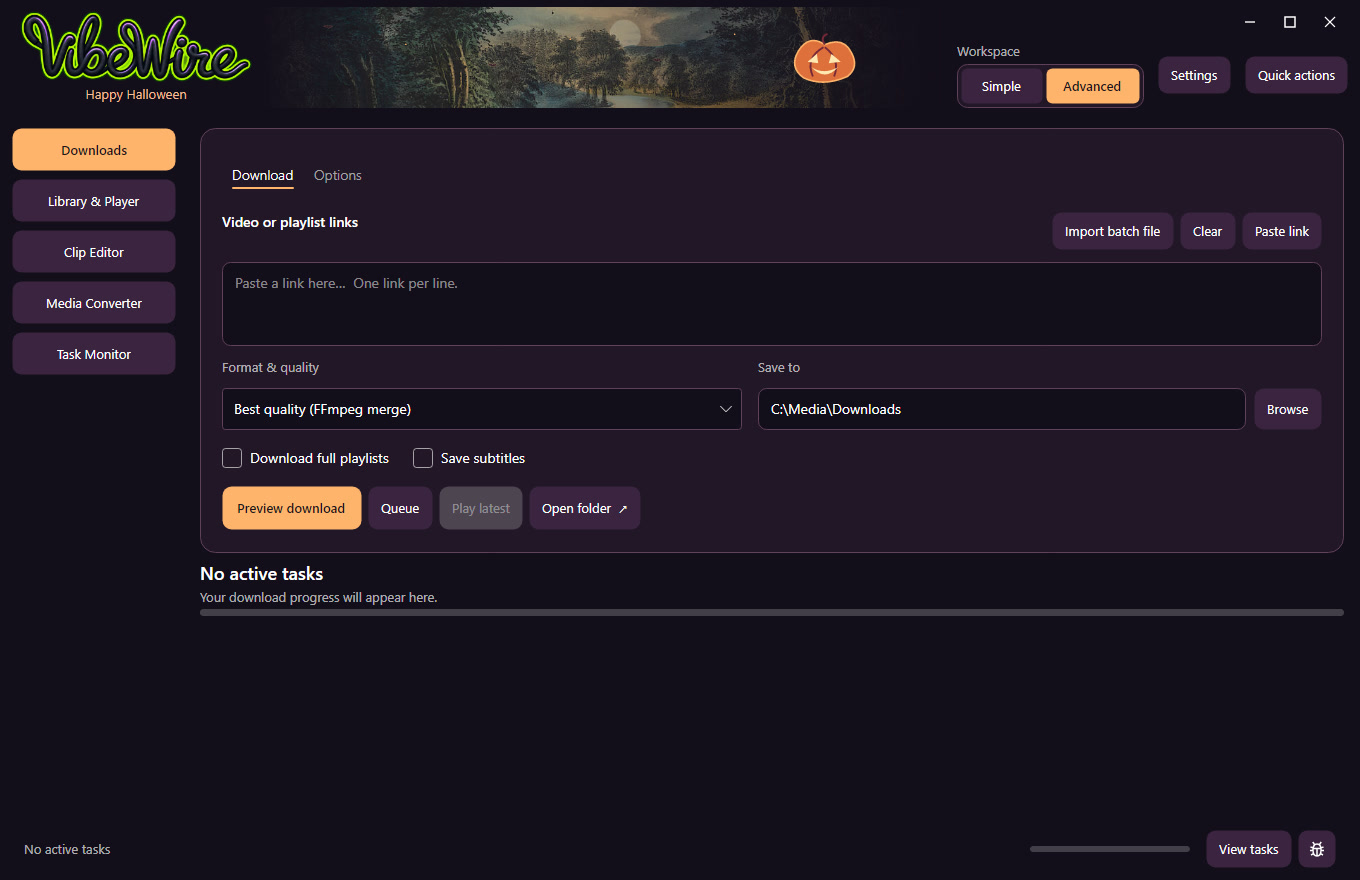 VibeWire
Happy Halloween
Workspace
Simple
Advanced
Settings
Quick actions
Downloads
Library & Player
Clip Editor
Media Converter
Task Monitor
Download
Options
Video or playlist links
Import batch file
Clear
Paste link
Paste a link here... One link per line.
Format & quality
Save to
Best quality (FFmpeg merge)
C:\Media\Downloads
Browse
Download full playlists
Save subtitles
Preview download
Queue
Play latest
Open folder ↗
No active tasks
Your download progress will appear here.
No active tasks
View tasks